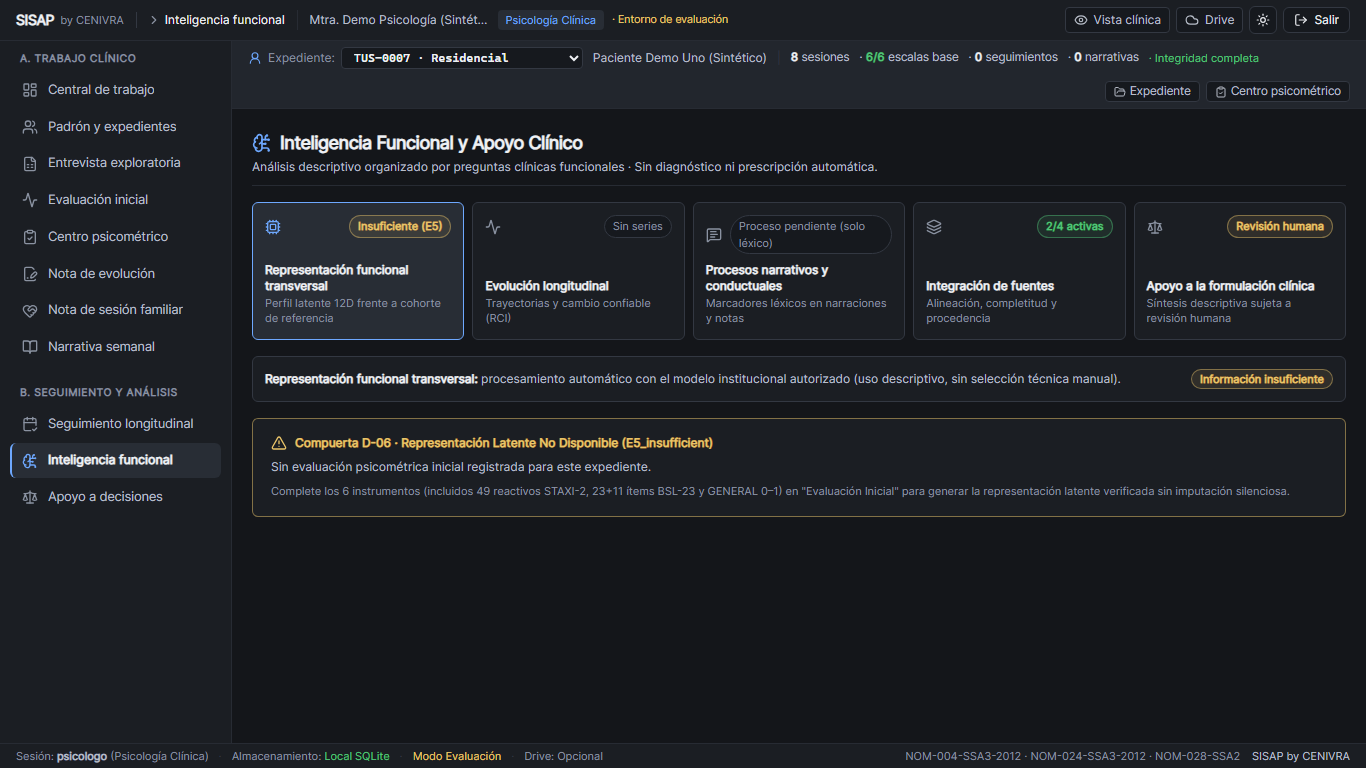 SISAP by CENIVRA > Inteligencia funcional Mtra. Demo Psicología (Sintét... Psicología Clínica · Entorno de evaluación Vista clínica Drive Salir
A. TRABAJO CLÍNICO
Central de trabajo
Padrón y expedientes
Entrevista exploratoria
Evaluación inicial
Centro psicométrico
Nota de evolución
Nota de sesión familiar
Narrativa semanal
B. SEGUIMIENTO Y ANÁLISIS
Seguimiento longitudinal
Inteligencia funcional
Apoyo a decisiones
Expediente: TUS-0007 · Residencial Paciente Demo Uno (Sintético) 8 sesiones · 6/6 escalas base · 0 seguimientos · 0 narrativas · Integridad completa
Expediente Centro psicométrico
Inteligencia Funcional y Apoyo Clínico
Análisis descriptivo organizado por preguntas clínicas funcionales · Sin diagnóstico ni prescripción automática.
Insuficiente (E5)
Representación funcional
transversal
Perfil latente 12D frente a cohorte
de referencia
Sin series
Evolución longitudinal
Trayectorias y cambio confiable
(RCI)
Proceso pendiente (solo
léxico)
Procesos narrativos y
conductuales
Marcadores léxicos en narraciones
y notas
2/4 activas
Integración de fuentes
Alineación, completitud y
procedencia
Revisión humana
Apoyo a la formulación clínica
Síntesis descriptiva sujeta a
revisión humana
Representación funcional transversal: procesamiento automático con el modelo institucional autorizado (uso descriptivo, sin selección técnica manual). Información insuficiente
Compuerta D-06 · Representación Latente No Disponible (E5_insufficient)
Sin evaluación psicométrica inicial registrada para este expediente.
Complete los 6 instrumentos (incluidos 49 reactivos STAXI-2, 23+11 ítems BSL-23 y GENERAL 0–1) en "Evaluación Inicial" para generar la representación latente verificada sin imputación silenciosa.
Sesión: psicologo (Psicología Clínica) · Almacenamiento: Local SQLite · Modo Evaluación · Drive: Opcional NOM-004-SSA3-2012 · NOM-024-SSA3-2012 · NOM-028-SSA2 SISAP by CENIVRA